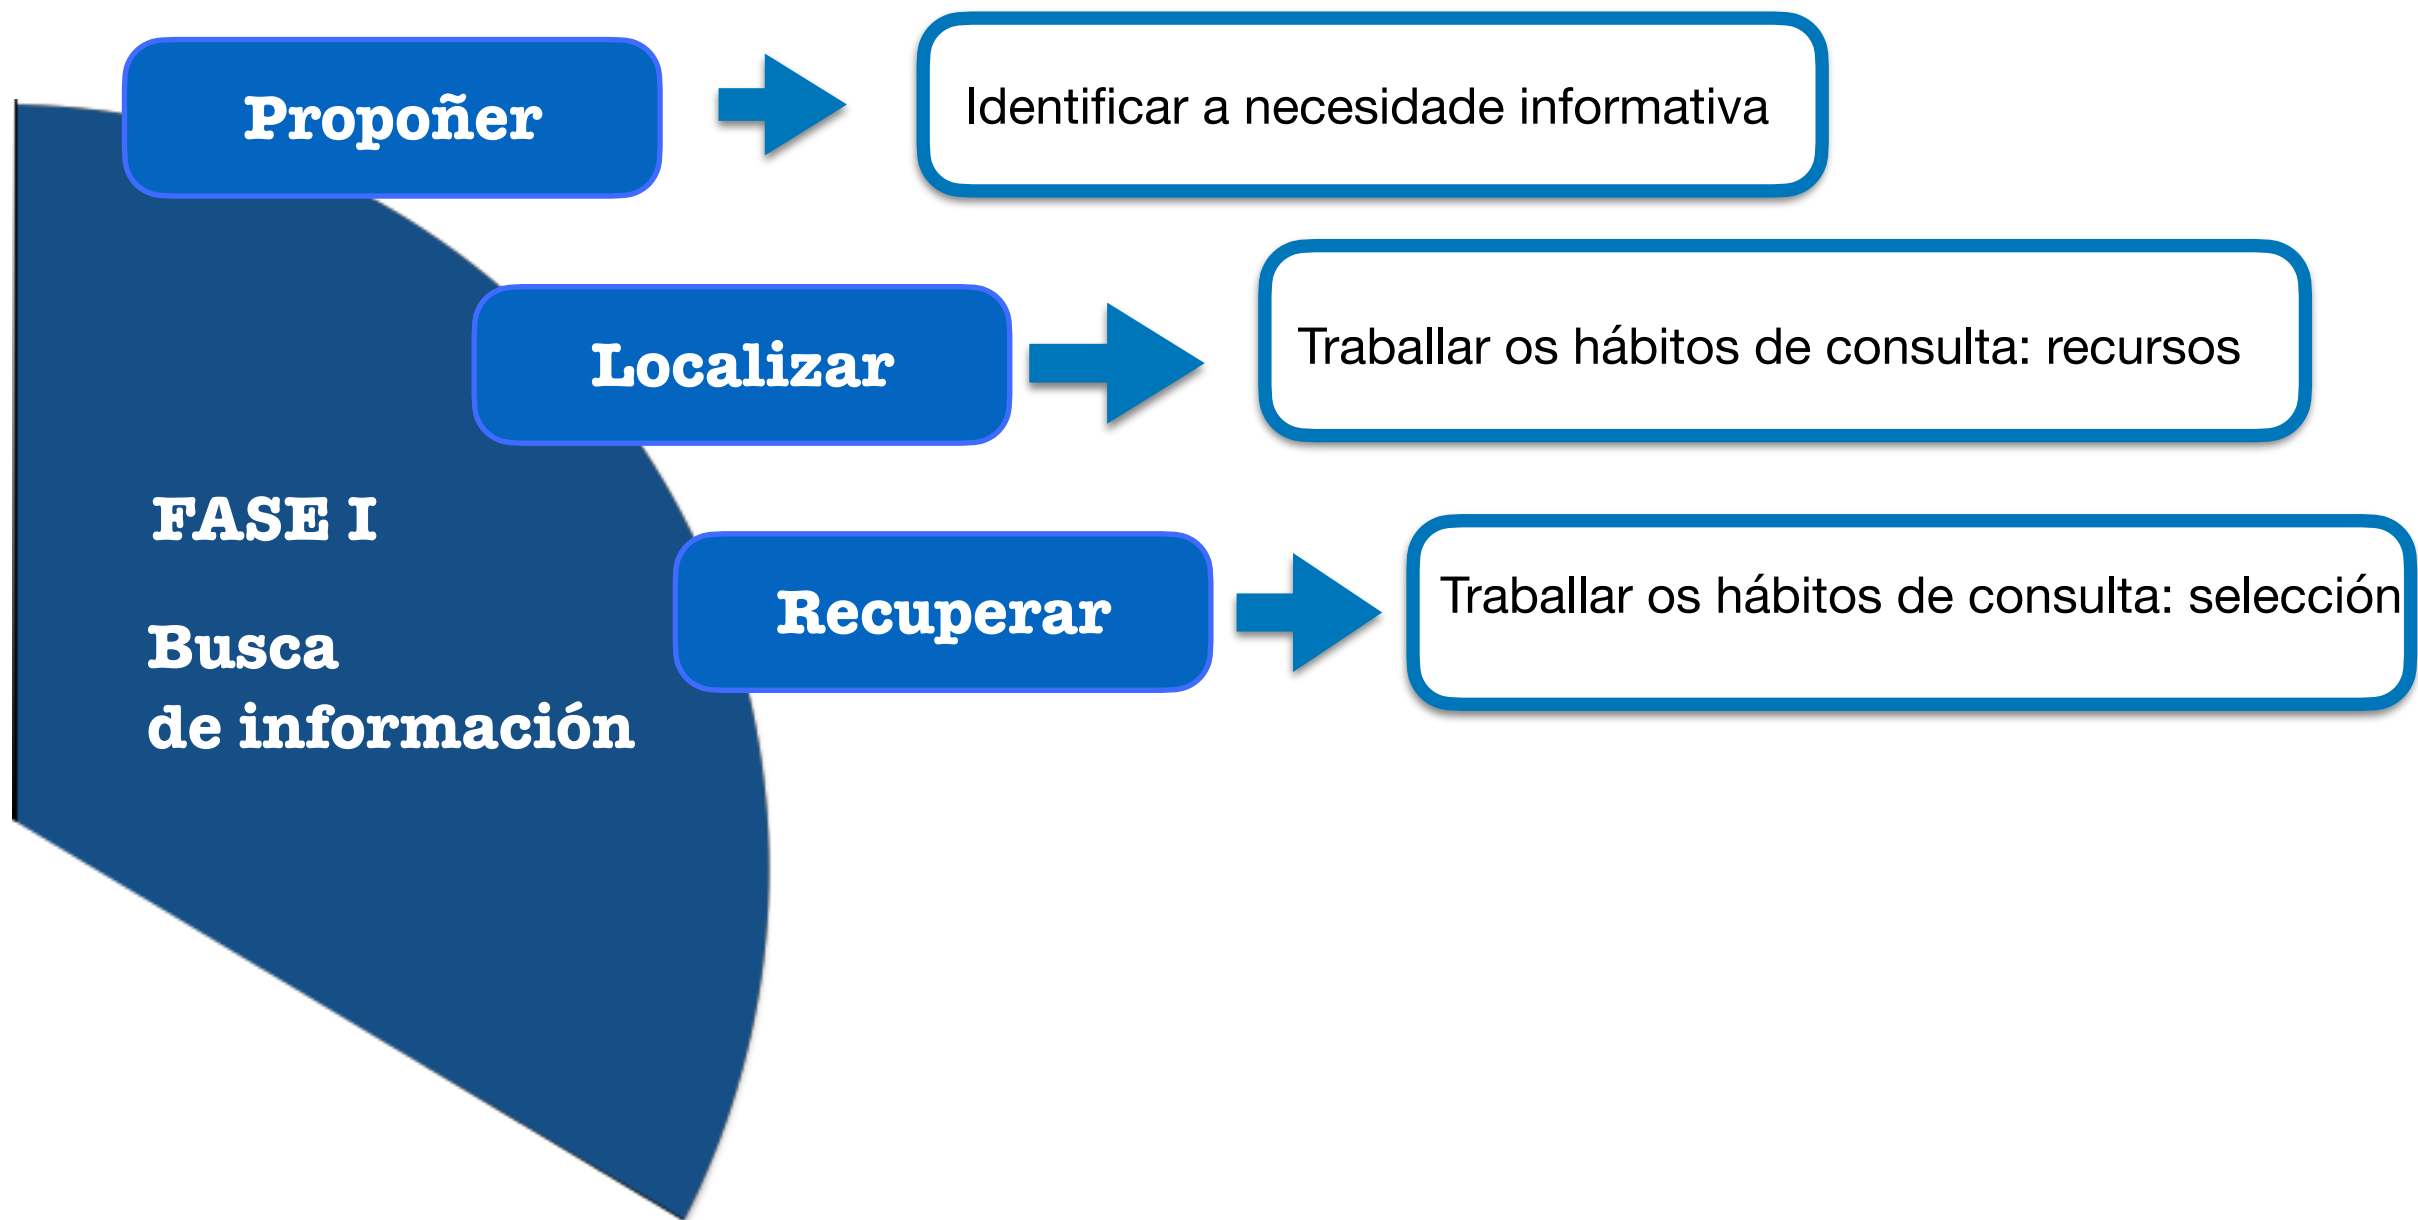 Propoñer
Identificar a necesidade informativa
Localizar
Traballar os hábitos de consulta: recursos
FASE I
Recuperar
Traballar os hábitos de consulta: selección
Busca
de información